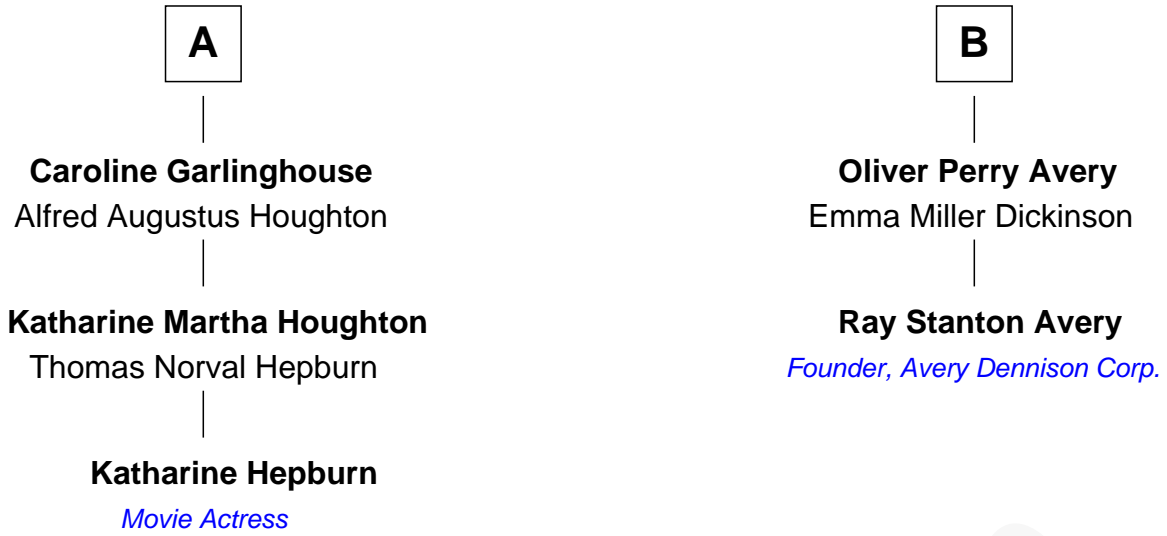 A
Caroline Garlinghouse
Alfred Augustus Houghton
Katharine Martha Houghton
Thomas Norval Hepburn
Katharine Hepburn
Movie Actress
B
Oliver Perry Avery
Emma Miller Dickinson
Ray Stanton Avery
Founder, Avery Dennison Corp.